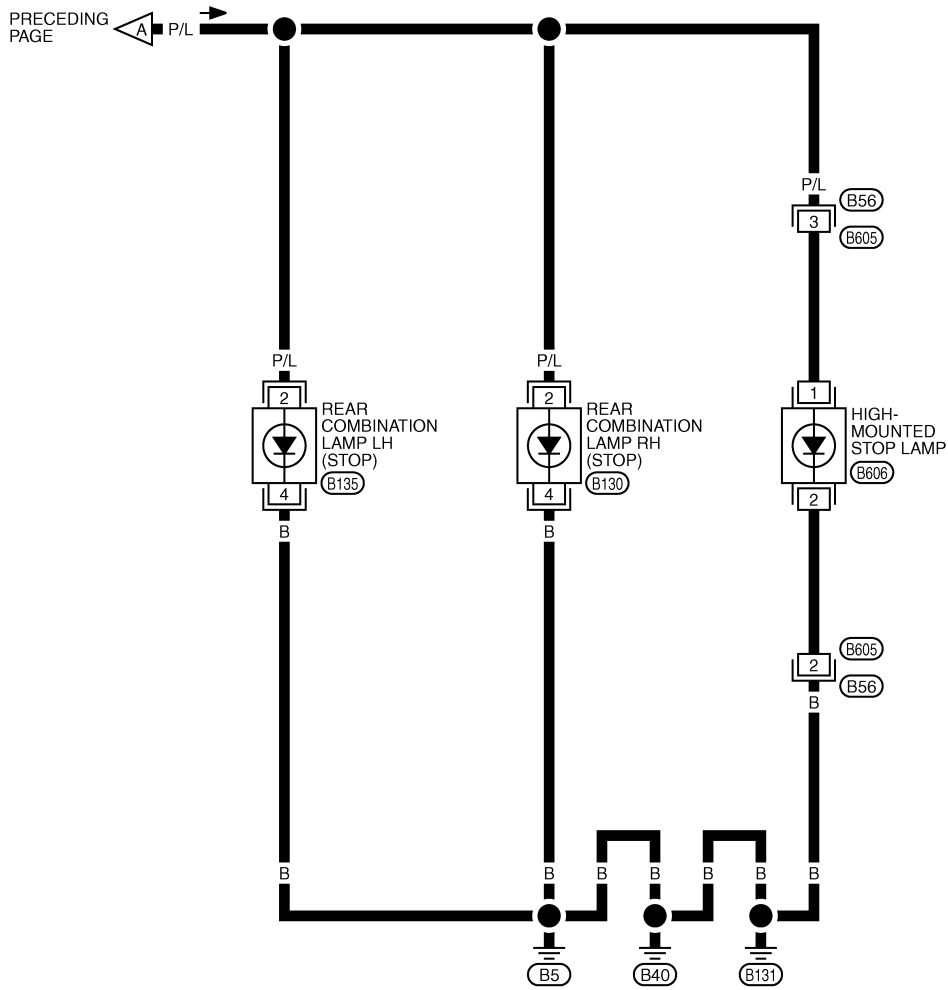 PRECEDING
PAGE
A
P/L
P/L
B56
3
B605
P/L
P/L
2
2
1
REAR
COMBINATION
LAMP LH
(STOP)
B135
REAR
COMBINATION
LAMP RH
(STOP)
B130
HIGH-
MOUNTED
STOP LAMP
B606
4
4
2
B
B
B605
2
B56
B
B
B
B
B
B
B
B
B5
B40
B131